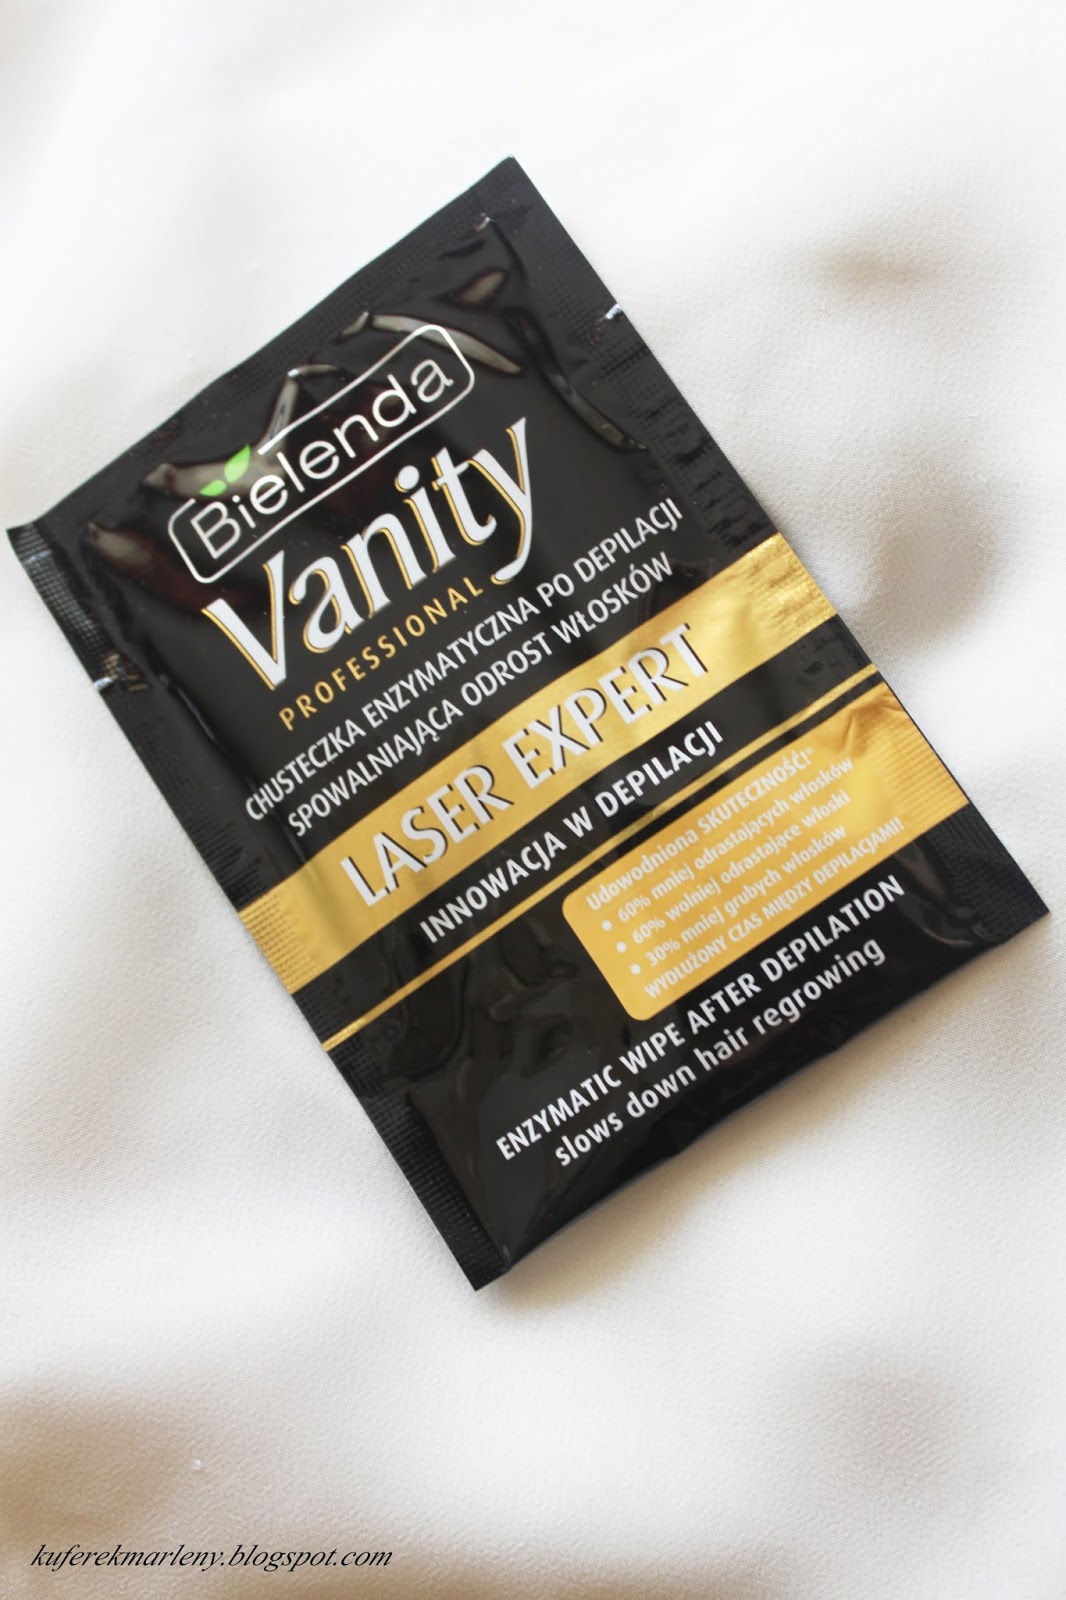 Bielenda
Vanity
PROFESSIONAL
CHUSTECZKA ENZYMATYCZNA PO DEPILACJI
SPOWALNIAJĄCA ODROST WŁOSKÓW
LASER EXPERT
INNOWACJA W DEPILACJI
Udowodniona SKUTECZNOŚĆ!*
• 60% mniej odrastających włosków
• 60% wolniej odrastające włoski
• 30% mniej grubych włosków
WYDŁUŻONY CZAS MIĘDZY DEPILACJAMI!
ENZYMATIC WIPE AFTER DEPILATION
slows down hair regrowing
kuferekmarleny.blogspot.com